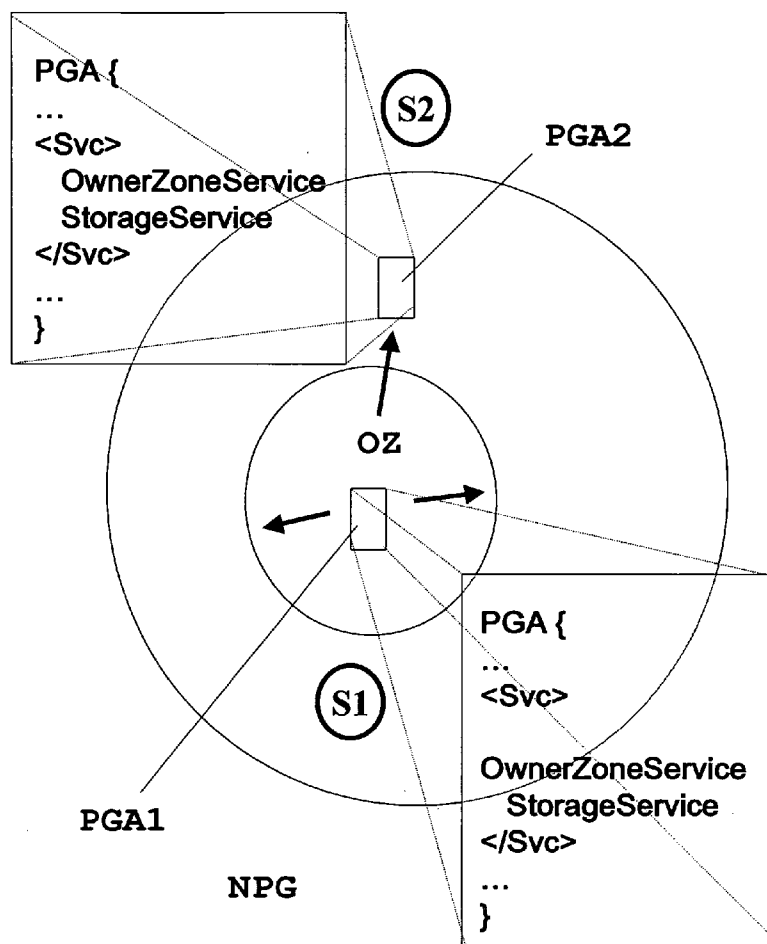 PGA {
...
<Svc>
OwnerZoneService
StorageService
</Svc>
...
}
S2
PGA2
OZ
S1
PGA1
NPG
PGA {
...
<Svc>
OwnerZoneService
StorageService
</Svc>
...
}